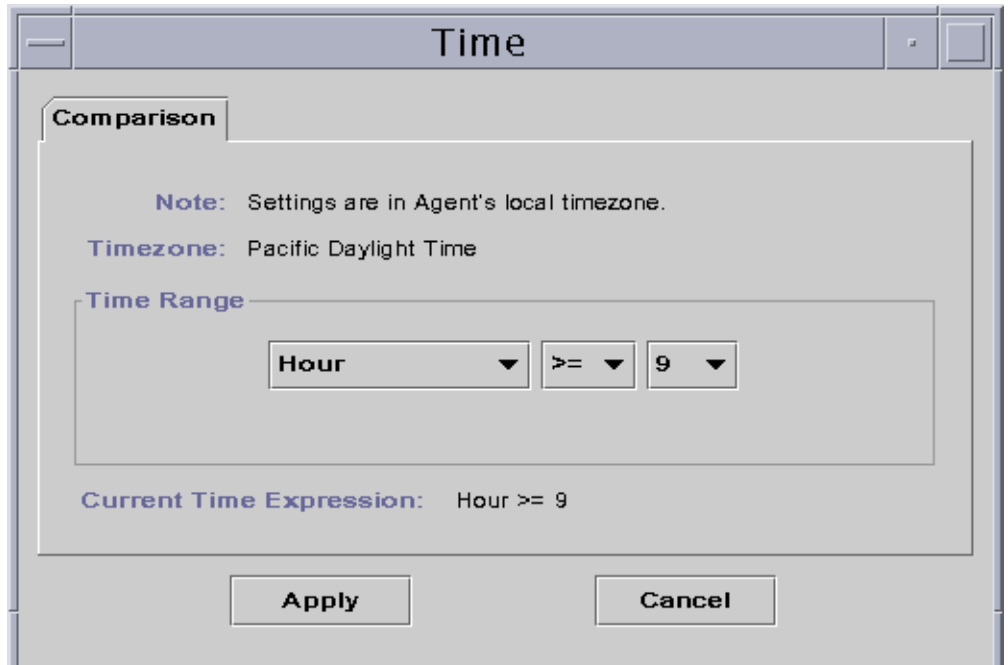 Time
Comparison
Note: Settings are in Agent's local timezone.
Timezone: Pacific Daylight Time
Time Range
Hour >= 9
Current Time Expression: Hour >= 9
Apply Cancel